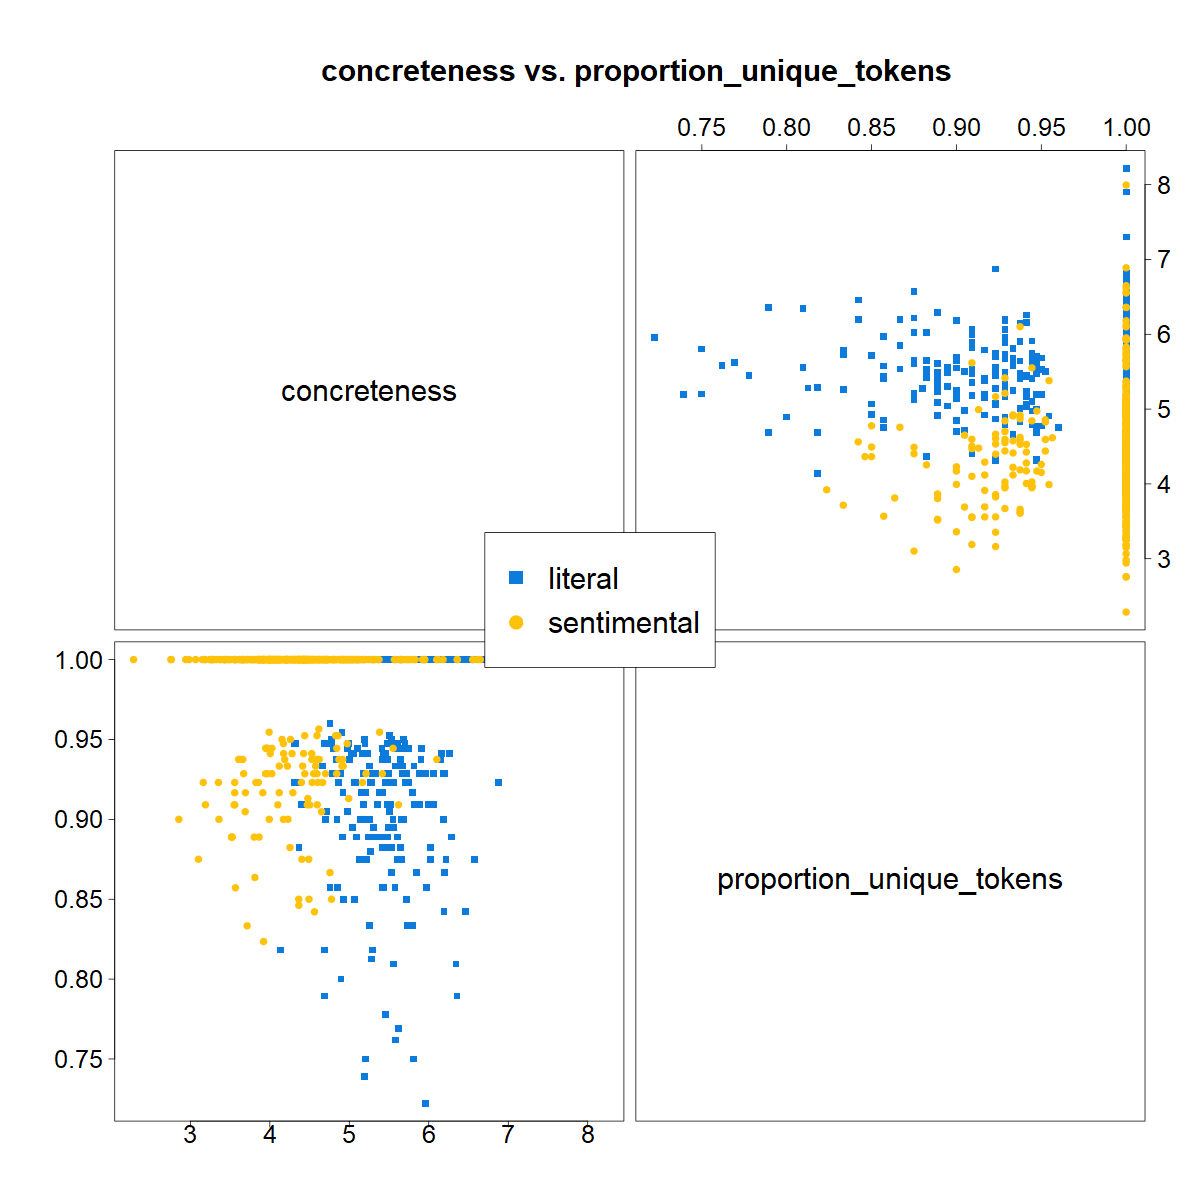 concreteness vs. proportion_unique_tokens
0.75 0.80 0.85 0.90 0.95 1.00
8
7
6
5
4
3
concreteness
literal
sentimental
1.00
0.95
0.90
0.85
0.80
0.75
proportion_unique_tokens
3 4 5 6 7 8